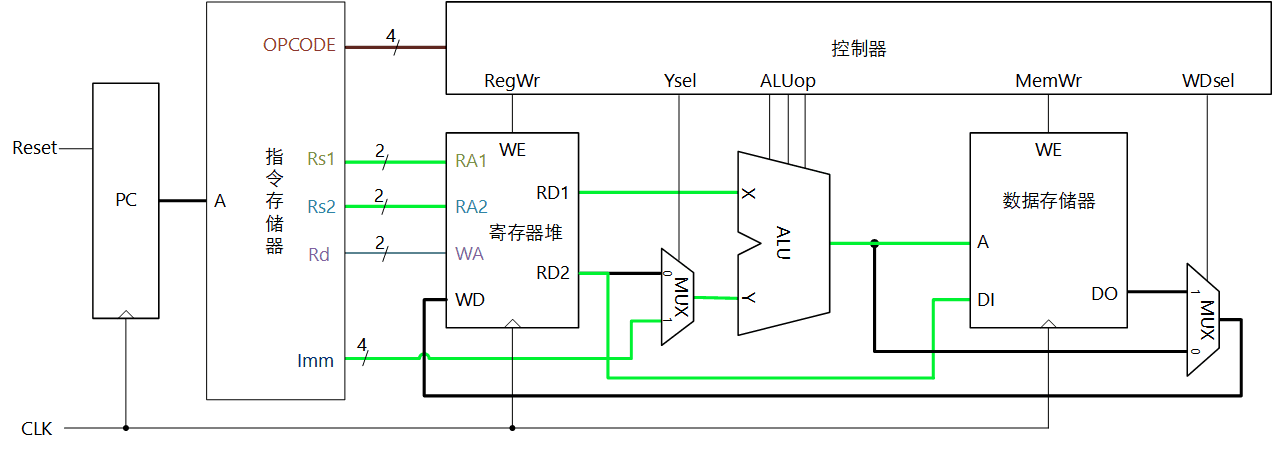 控制器
OPCODE
4
RegWr
Ysel
ALUop
MemWr
WDsel
Reset
PC
A
指令存储器
Rs1
2
Rs2
2
Rd
2
Imm
4
WE
RA1
RA2
WA
WD
寄存器堆
RD1
RD2
0
MUX
1
X
ALU
Y
WE
数据存储器
A
DI
DO
1
MUX
0
CLK